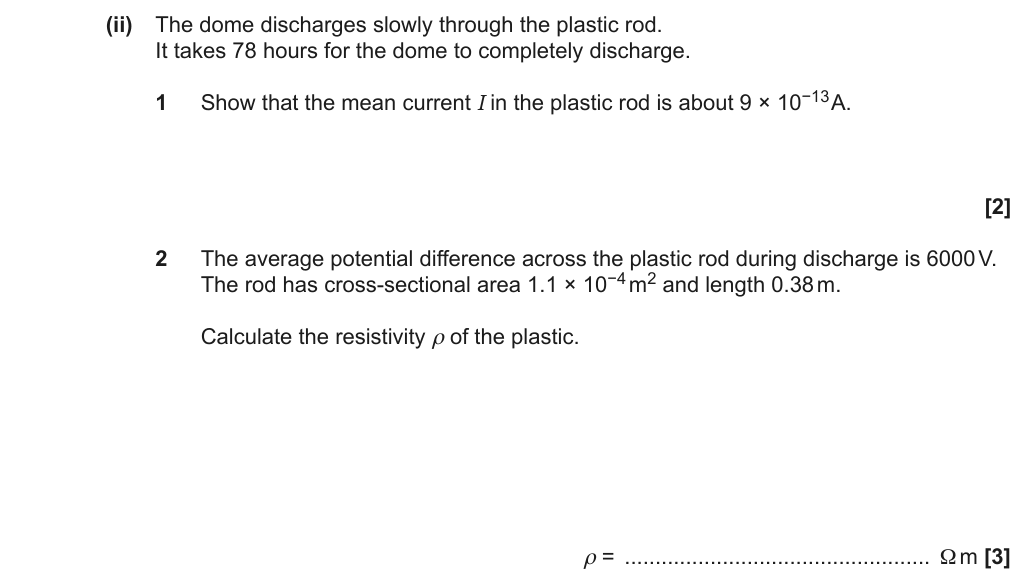 (ii) The dome discharges slowly through the plastic rod.
It takes 78 hours for the dome to completely discharge.
1 Show that the mean current I in the plastic rod is about 9 × 10⁻¹³ A.
[2]
2 The average potential difference across the plastic rod during discharge is 6000 V.
The rod has cross-sectional area 1.1 × 10⁻⁴ m² and length 0.38 m.
Calculate the resistivity ρ of the plastic.
ρ = .................................................. Ω m [3]